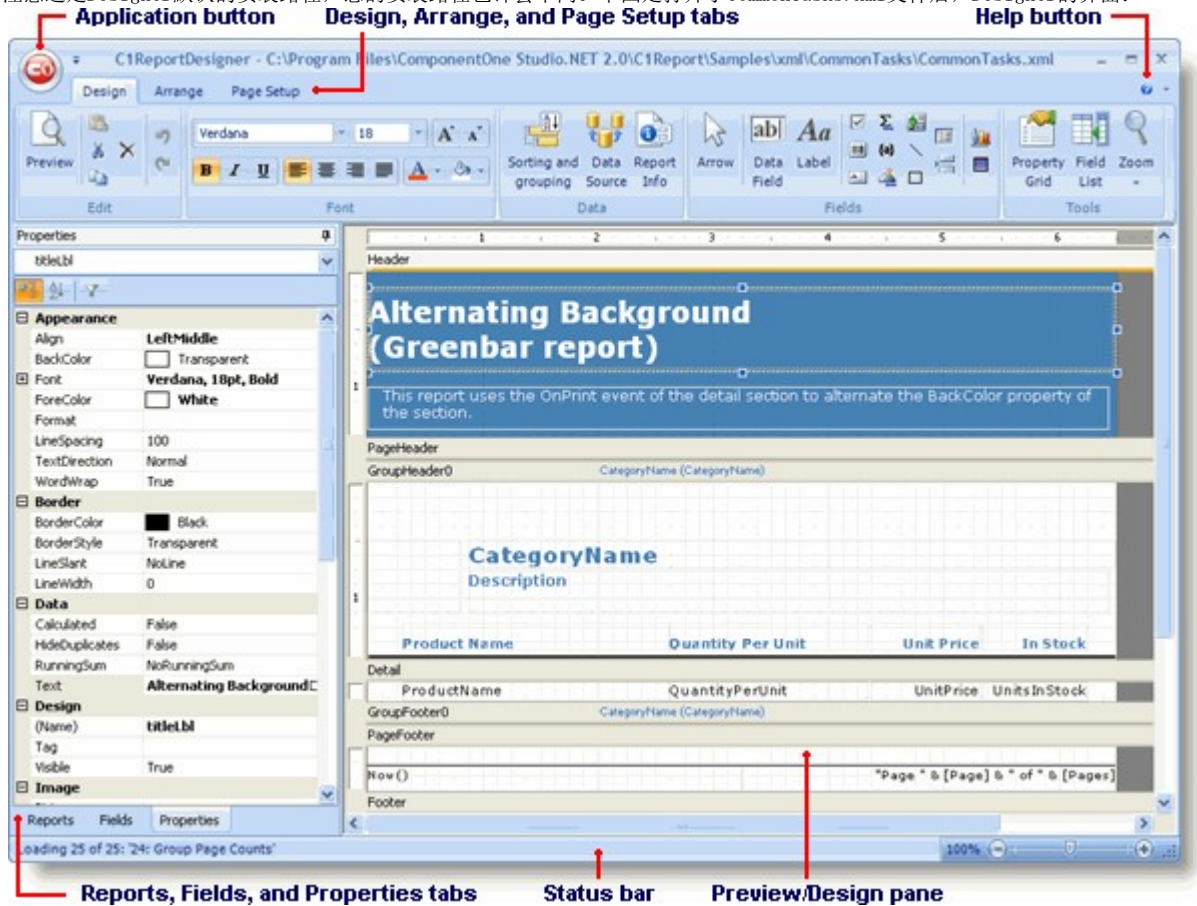 Application button Design, Arrange, and Page Setup tabs Help button
C1ReportDesigner - C:\Program Files\ComponentOne Studio.NET 2.0\C1Report\Samples\xml\CommonTasks\CommonTasks.xml
Design Arrange Page Setup
Preview
Verdana 18
B I U
Sorting and grouping
Data Source
Report Info
Arrow
Data Field
Label
Property Grid
Field List
Zoom
Edit Font Data Fields Tools
Properties
titleLbl
Appearance
Align LeftMiddle
BackColor Transparent
Font Verdana, 18pt, Bold
ForeColor White
Format
LineSpacing 100
TextDirection Normal
WordWrap True
Border
BorderColor Black
BorderStyle Transparent
LineSlant NoLine
LineWidth 0
Data
Calculated False
HideDuplicates False
RunningSum NoRunningSum
Text Alternating Background
Design
(Name) titleLbl
Tag
Visible True
Image
Reports Fields Properties
1 2 3 4 5 6
Header
Alternating Background
(Greenbar report)
1
This report uses the OnPrint event of the detail section to alternate the BackColor property of
the section.
PageHeader
GroupHeader0 CategoryName (CategoryName)
CategoryName
Description
1
Product Name Quantity Per Unit Unit Price In Stock
Detail
ProductName QuantityPerUnit UnitPrice UnitsInStock
GroupFooter0 CategoryName (CategoryName)
PageFooter
Now() "Page " & [Page] & " of " & [Pages]
Footer
Loading 25 of 25: '24: Group Page Counts' 100%
Reports, Fields, and Properties tabs Status bar Preview/Design pane